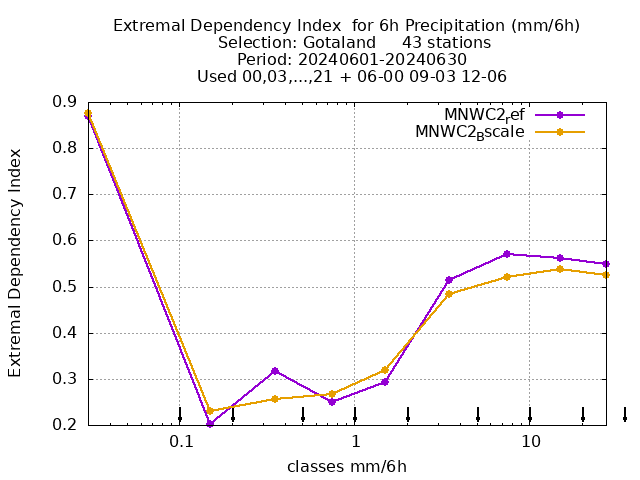 Extremal Dependency Index  for 6h Precipitation (mm/6h)
Selection: Gotaland     43 stations
Period: 20240601-20240630
Used 00,03,...,21 + 06-00 09-03 12-06
MNWC2ref
MNWC2Bscale
0.9
0.8
0.7
0.6
0.5
0.4
0.3
0.2
Extremal Dependency Index
0.1 1 10
classes mm/6h